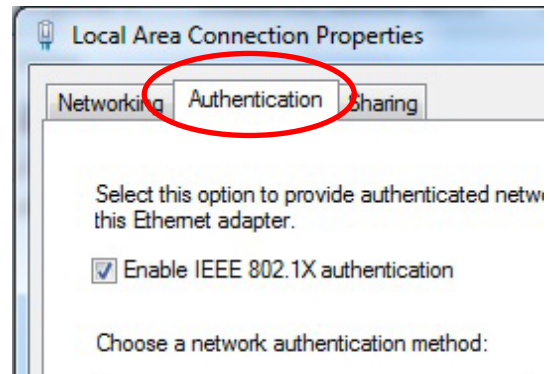 Local Area Connection Properties
Networking Authentication Sharing
Select this option to provide authenticated
this Ethernet adapter.
Enable IEEE 802.1X authentication
Choose a network authentication method: